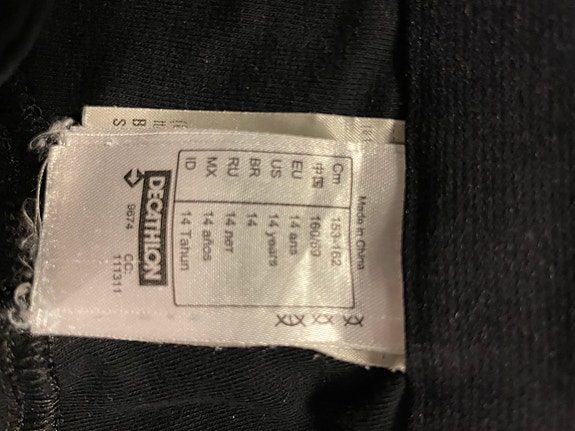 Made in China
Cm 153-162
中国 160/69
EU 14 ans
US 14 years
BR 14
RU 14 лет
MX 14 años
ID 14 Tahun
DECATHLON
9674 CC: 111311